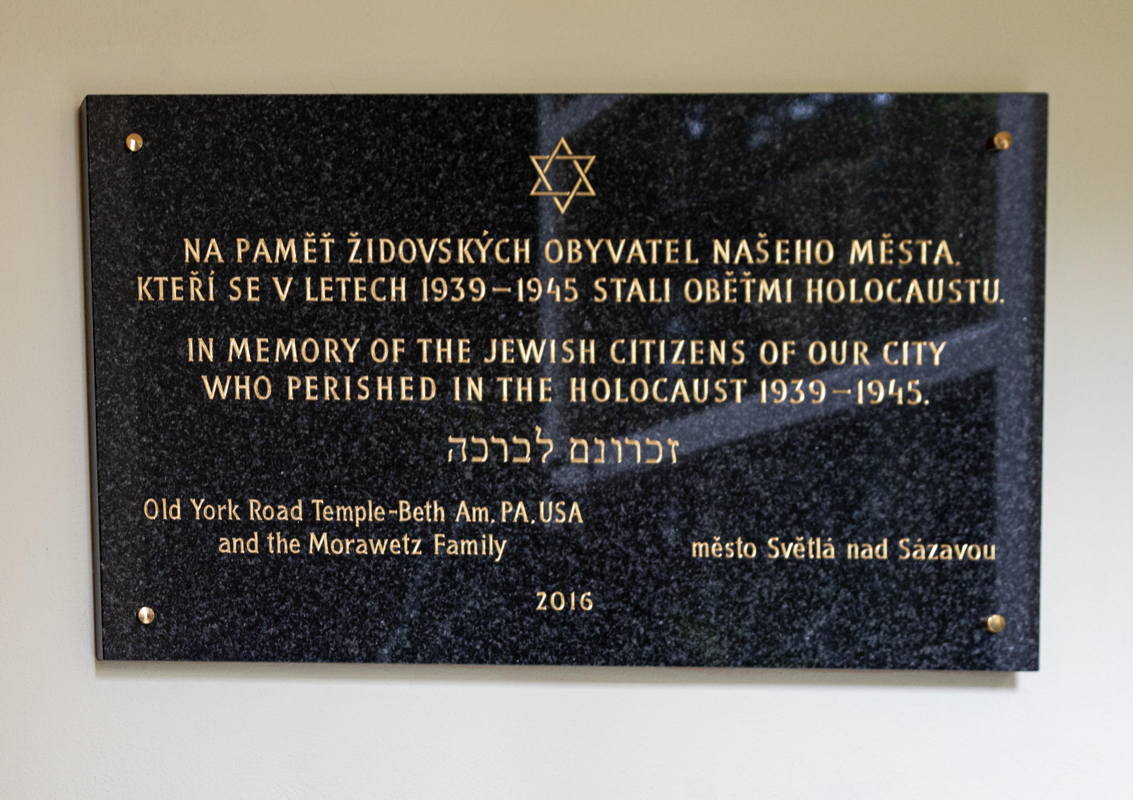 NA PAMĚŤ ŽIDOVSKÝCH OBYVATEL NAŠEHO MĚSTA,
KTEŘÍ SE V LETECH 1939–1945 STALI OBĚŤMI HOLOCAUSTU.
IN MEMORY OF THE JEWISH CITIZENS OF OUR CITY
WHO PERISHED IN THE HOLOCAUST 1939–1945.
זכרונם לברכה
Old York Road Temple-Beth Am, PA, USA
and the Morawetz Family
město Světlá nad Sázavou
2016